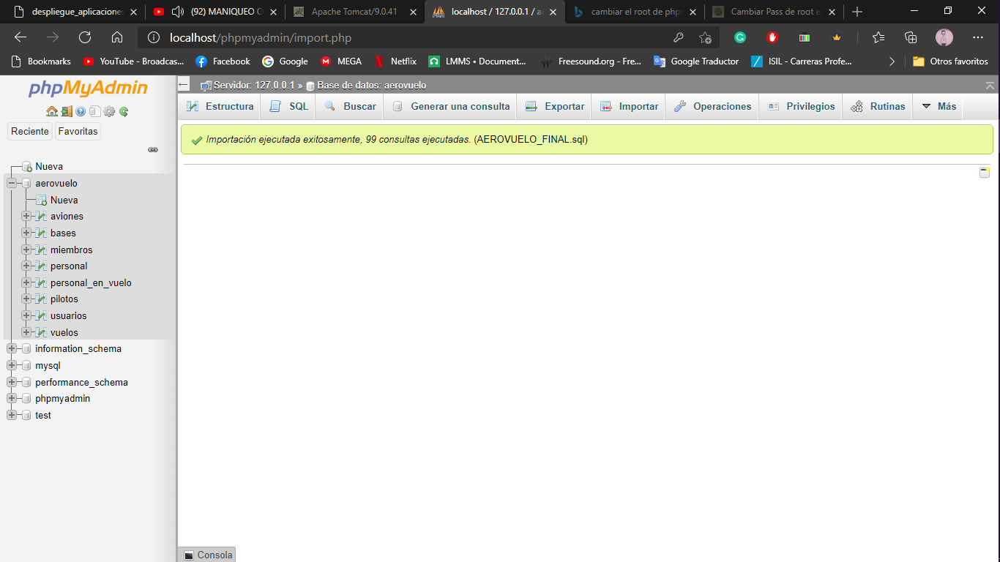 despliegue_aplicaciones
(92) MANIQUEO
Apache Tomcat/9.0.41
localhost / 127.0.0.1 /
cambiar el root de
Cambiar Pass de root
localhost/phpmyadmin/import.php
Bookmarks
YouTube - Broadcas...
Facebook
Google
MEGA
Netflix
LMMS • Document...
Freesound.org - Fre...
Google Traductor
ISIL - Carreras Profe...
Otros favoritos
phpMyAdmin
Reciente
Favoritas
Nueva
aerovuelo
Nueva
aviones
bases
miembros
personal
personal_en_vuelo
pilotos
usuarios
vuelos
information_schema
mysql
performance_schema
phpmyadmin
test
Servidor: 127.0.0.1 » Base de datos: aerovuelo
Estructura
SQL
Buscar
Generar una consulta
Exportar
Importar
Operaciones
Privilegios
Rutinas
Más
Importación ejecutada exitosamente, 99 consultas ejecutadas. (AEROVUELO_FINAL.sql)
Consola